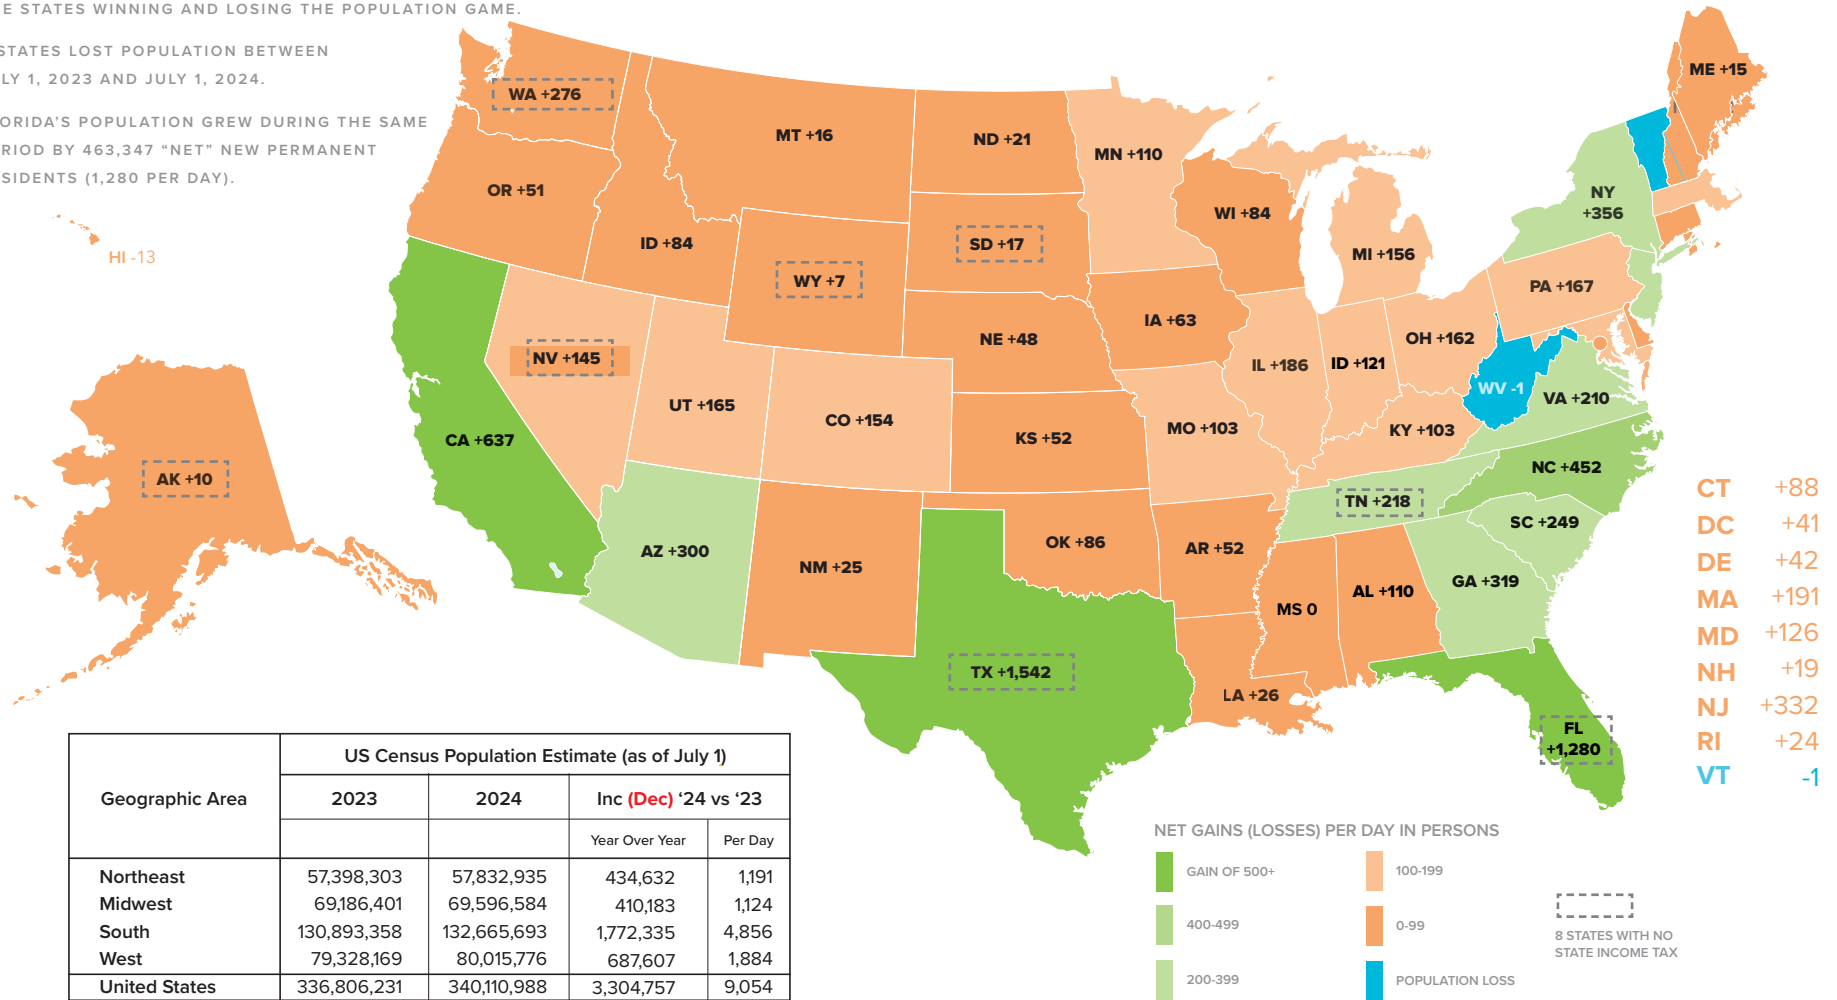 E STATES WINNING AND LOSING THE POPULATION GAME.
STATES LOST POPULATION BETWEEN
LY 1, 2023 AND JULY 1, 2024.
ORIDA'S POPULATION GREW DURING THE SAME
RIOD BY 463,347 “NET” NEW PERMANENT
SIDENTS (1,280 PER DAY).
WA +276
MT +16
ND +21
MN +110
ME +15
OR +51
ID +84
SD +17
WI +84
NY
+356
HI -13
WY +7
MI +156
PA +167
NV +145
NE +48
IA +63
IL +186
ID +121
OH +162
WV -1
VA +210
UT +165
CO +154
CA +637
KS +52
MO +103
KY +103
NC +452
AK +10
TN +218
SC +249
AZ +300
NM +25
OK +86
AR +52
GA +319
MS 0
AL +110
TX +1,542
LA +26
FL
+1,280
CT +88
DC +41
DE +42
MA +191
MD +126
NH +19
NJ +332
RI +24
VT -1
Geographic Area
US Census Population Estimate (as of July 1)
2023 2024 Inc (Dec) ‘24 vs ‘23
Year Over Year Per Day
Northeast 57,398,303 57,832,935 434,632 1,191
Midwest 69,186,401 69,596,584 410,183 1,124
South 130,893,358 132,665,693 1,772,335 4,856
West 79,328,169 80,015,776 687,607 1,884
United States 336,806,231 340,110,988 3,304,757 9,054
NET GAINS (LOSSES) PER DAY IN PERSONS
GAIN OF 500+
400-499
200-399
100-199
0-99
POPULATION LOSS
8 STATES WITH NO
STATE INCOME TAX